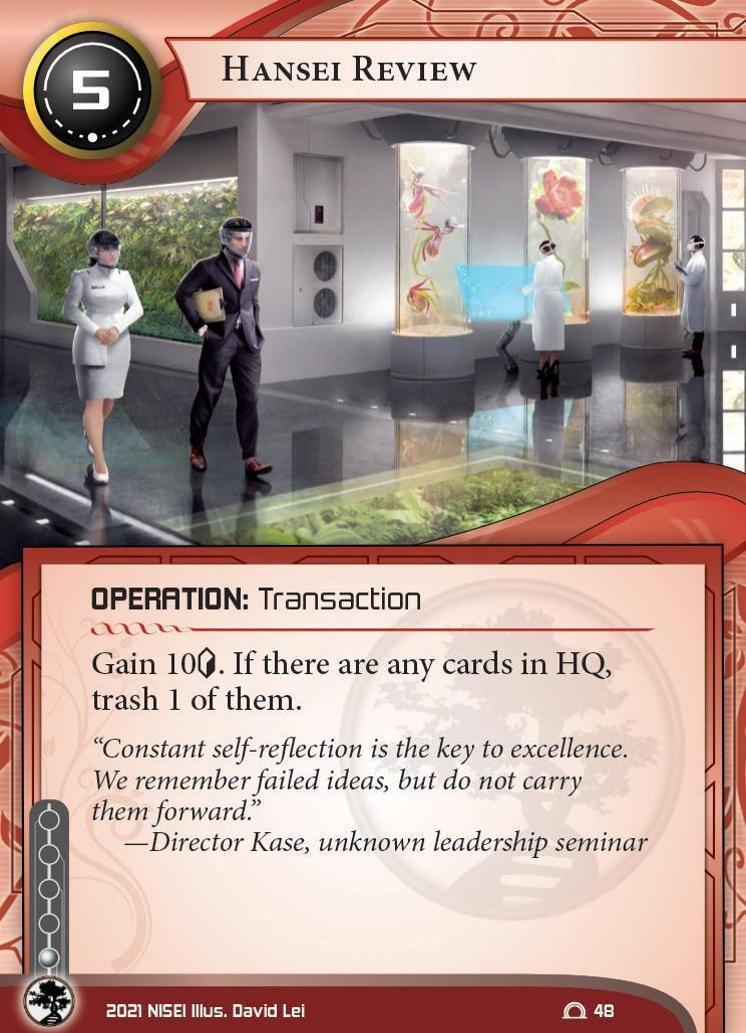 5
HANSEI REVIEW
OPERATION: Transaction
Gain 10. If there are any cards in HQ,
trash 1 of them.
“Constant self-reflection is the key to excellence.
We remember failed ideas, but do not carry
them forward.”
—Director Kase, unknown leadership seminar
2021 NISEI Illus. David Lei
48